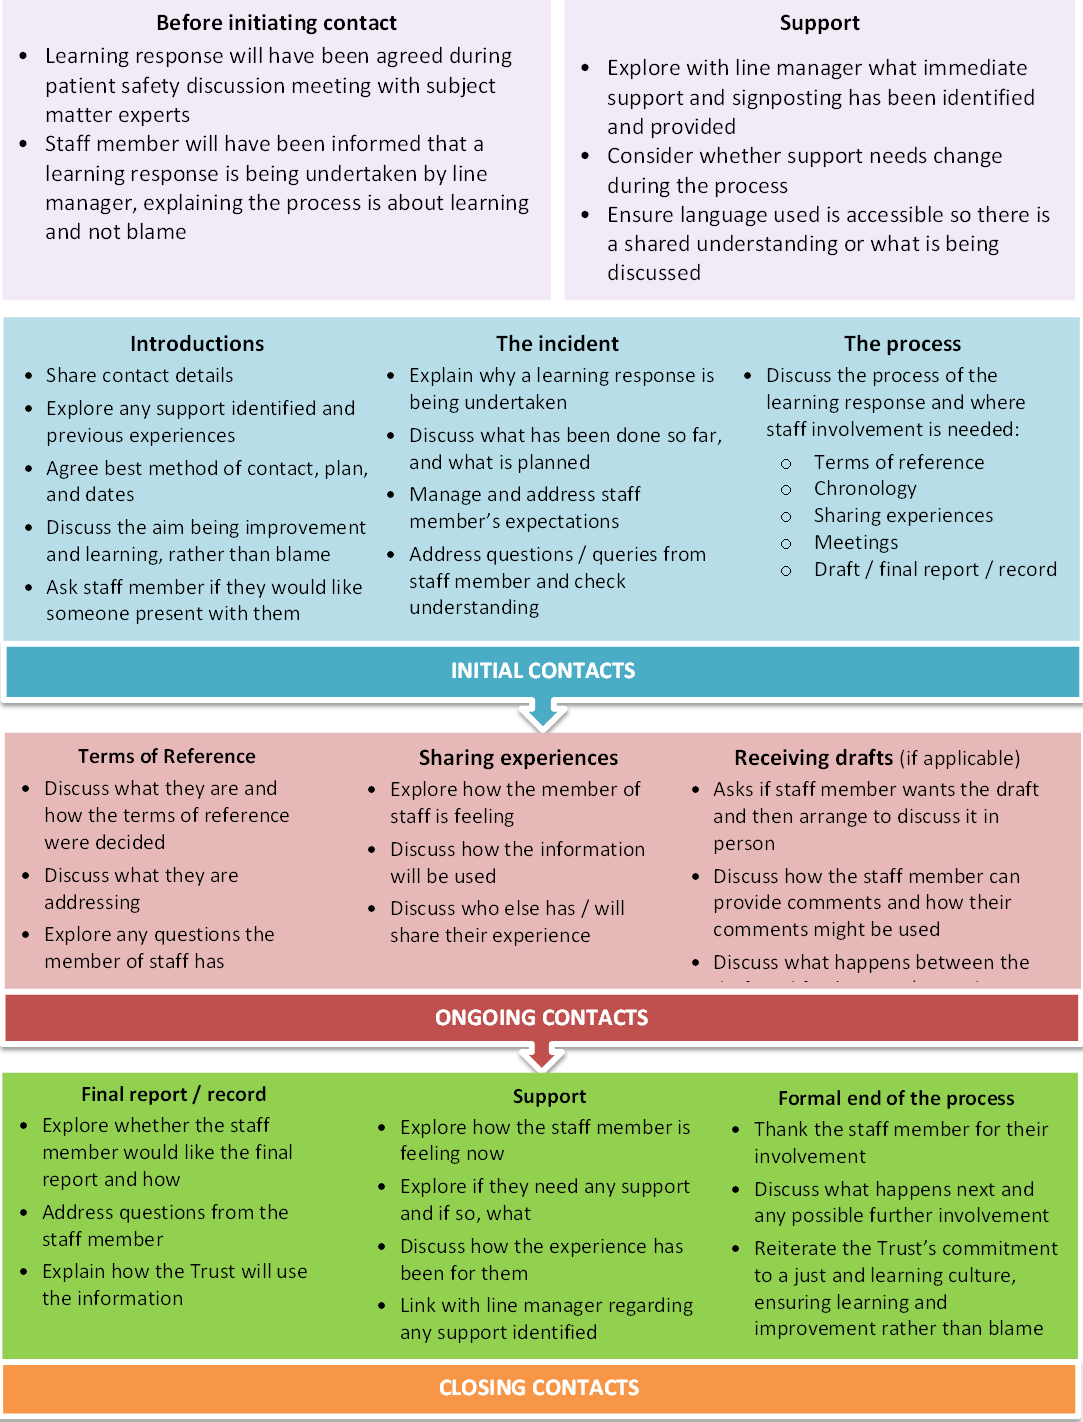 Before initiating contact
• Learning response will have been agreed during
patient safety discussion meeting with subject
matter experts
• Staff member will have been informed that a
learning response is being undertaken by line
manager, explaining the process is about learning
and not blame
Support
• Explore with line manager what immediate
support and signposting has been identified
and provided
• Consider whether support needs change
during the process
• Ensure language used is accessible so there is
a shared understanding or what is being
discussed
Introductions
• Share contact details
• Explore any support identified and
previous experiences
• Agree best method of contact, plan,
and dates
• Discuss the aim being improvement
and learning, rather than blame
• Ask staff member if they would like
someone present with them
The incident
• Explain why a learning response is
being undertaken
• Discuss what has been done so far,
and what is planned
• Manage and address staff
member’s expectations
• Address questions / queries from
staff member and check
understanding
The process
• Discuss the process of the
learning response and where
staff involvement is needed:
○ Terms of reference
○ Chronology
○ Sharing experiences
○ Meetings
○ Draft / final report / record
INITIAL CONTACTS
Terms of Reference
• Discuss what they are and
how the terms of reference
were decided
• Discuss what they are
addressing
• Explore any questions the
member of staff has
Sharing experiences
• Explore how the member of
staff is feeling
• Discuss how the information
will be used
• Discuss who else has / will
share their experience
Receiving drafts (if applicable)
• Asks if staff member wants the draft
and then arrange to discuss it in
person
• Discuss how the staff member can
provide comments and how their
comments might be used
• Discuss what happens between the
ONGOING CONTACTS
Final report / record
• Explore whether the staff
member would like the final
report and how
• Address questions from the
staff member
• Explain how the Trust will use
the information
Support
• Explore how the staff member is
feeling now
• Explore if they need any support
and if so, what
• Discuss how the experience has
been for them
• Link with line manager regarding
any support identified
Formal end of the process
• Thank the staff member for their
involvement
• Discuss what happens next and
any possible further involvement
• Reiterate the Trust’s commitment
to a just and learning culture,
ensuring learning and
improvement rather than blame
CLOSING CONTACTS